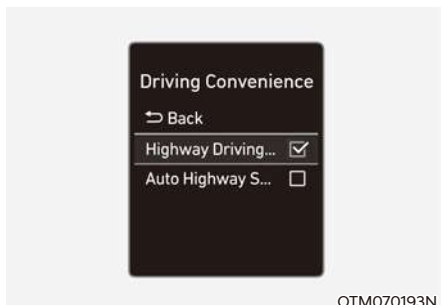 Driving Convenience
Back
Highway Driving...
Auto Highway S...
OTM070193N